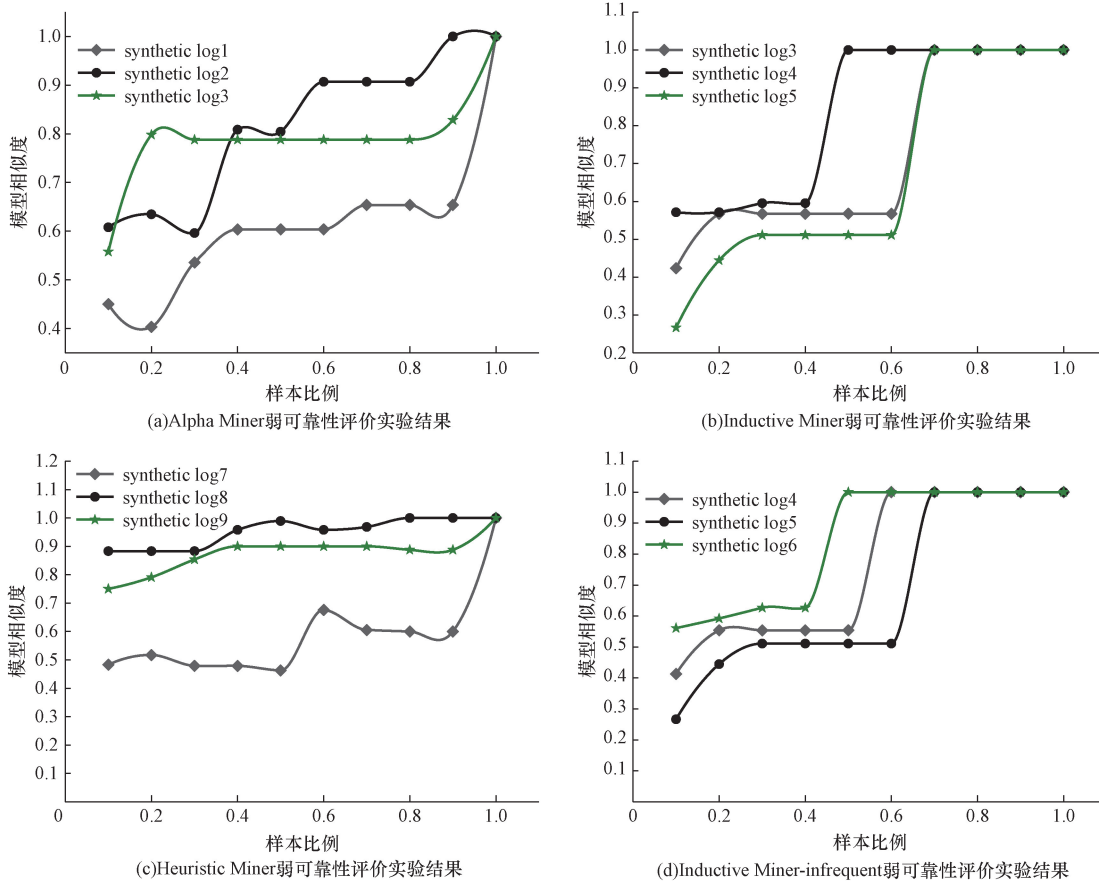 1.0
0.9
0.8
0.7
0.6
0.5
0.4
模型相似度
synthetic log1
synthetic log2
synthetic log3
0 0.2 0.4 0.6 0.8 1.0
样本比例
(a)Alpha Miner弱可靠性评价实验结果
1.1
1.0
0.9
0.8
0.7
0.6
0.5
0.4
0.3
0.2
模型相似度
synthetic log3
synthetic log4
synthetic log5
0 0.2 0.4 0.6 0.8 1.0
样本比例
(b)Inductive Miner弱可靠性评价实验结果
1.2
1.1
1.0
0.9
0.8
0.7
0.6
0.5
0.4
0.3
0.2
0.1
模型相似度
synthetic log7
synthetic log8
synthetic log9
0 0.2 0.4 0.6 0.8 1.0
样本比例
(c)Heuristic Miner弱可靠性评价实验结果
1.1
1.0
0.9
0.8
0.7
0.6
0.5
0.4
0.3
0.2
0.1
模型相似度
synthetic log4
synthetic log5
synthetic log6
0 0.2 0.4 0.6 0.8 1.0
样本比例
(d)Inductive Miner-infrequent弱可靠性评价实验结果